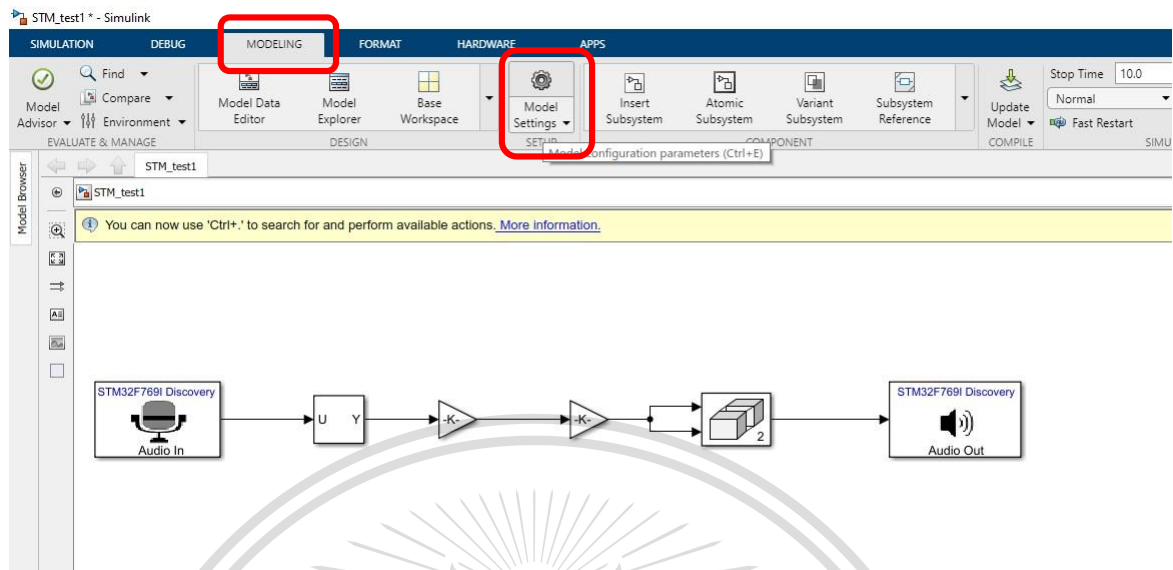 STM_test1 * - Simulink
SIMULATION DEBUG MODELING FORMAT HARDWARE APPS
Find
Compare
Environment
Model Advisor
Model Data Editor
Model Explorer
Base Workspace
Model Settings
Insert Subsystem
Atomic Subsystem
Variant Subsystem
Subsystem Reference
Update Model
Stop Time 10.0
Normal
Fast Restart
EVALUATE & MANAGE DESIGN SETUP COMPONENT COMPILE SIMU
Model configuration parameters (Ctrl+E)
Model Browser
STM_test1
STM_test1
You can now use 'Ctrl+.' to search for and perform available actions. More information.
STM32F769I Discovery
Audio In
U Y
-K-
-K-
2
STM32F769I Discovery
Audio Out